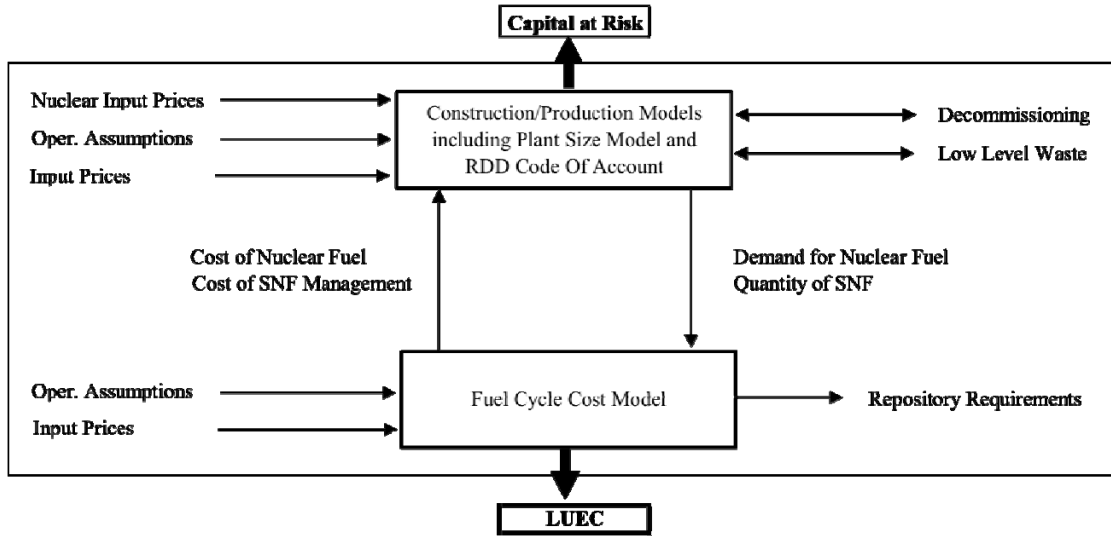 Capital at Risk
Nuclear Input Prices
Oper. Assumptions
Input Prices
Construction/Production Models
including Plant Size Model and
RDD Code Of Account
Decommissioning
Low Level Waste
Cost of Nuclear Fuel
Cost of SNF Management
Demand for Nuclear Fuel
Quantity of SNF
Oper. Assumptions
Input Prices
Fuel Cycle Cost Model
Repository Requirements
LUEC